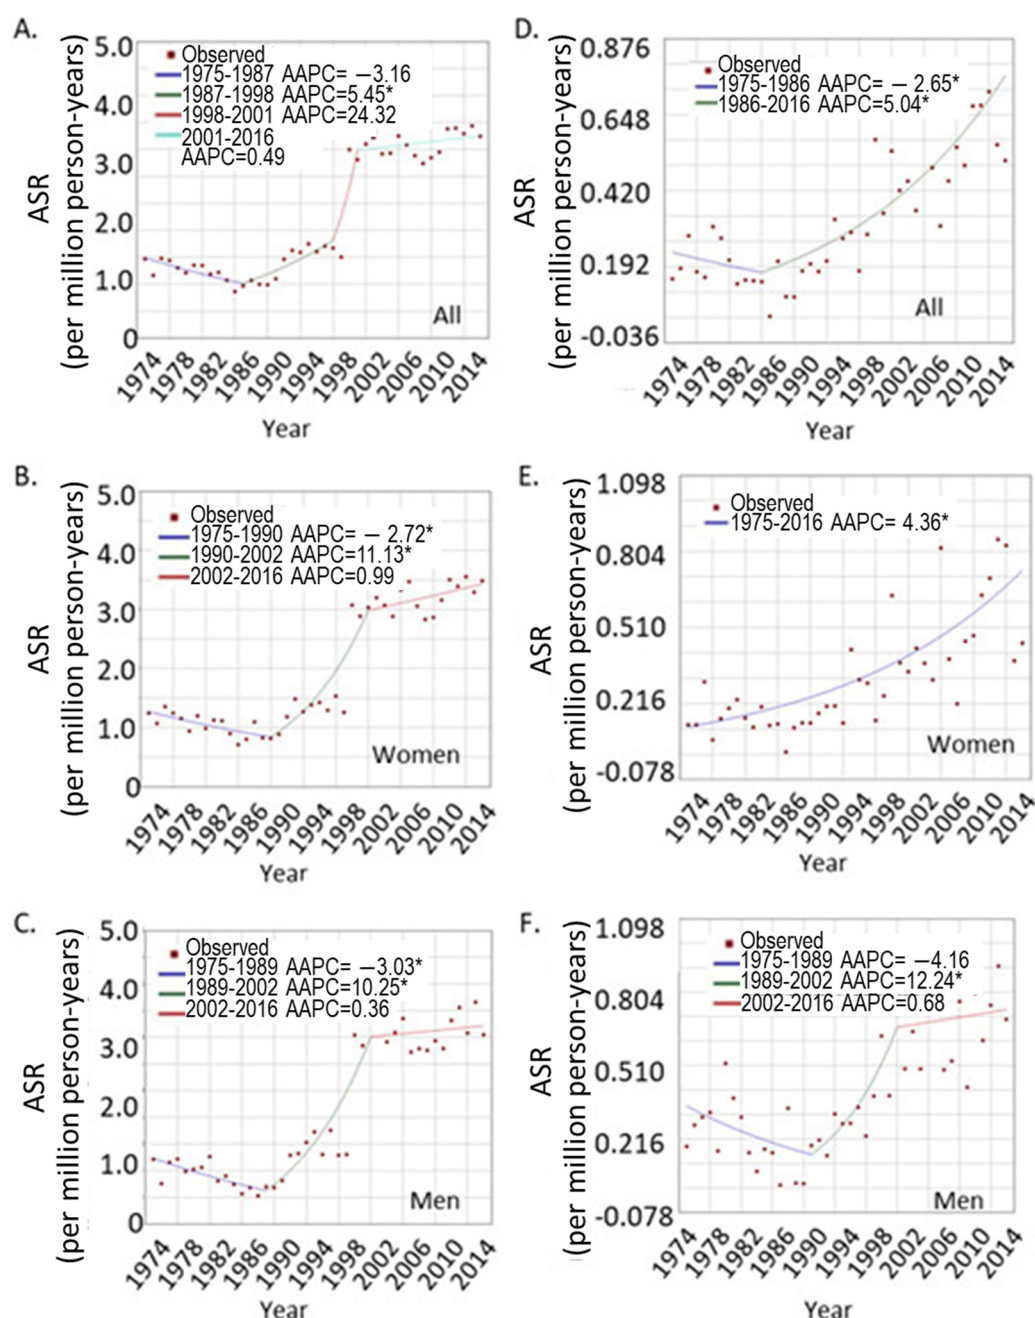 A.
ASR
(per million person-years)
5.0
4.0
3.0
2.0
1.0
0
Observed
1975-1987 AAPC= −3.16
1987-1998 AAPC=5.45*
1998-2001 AAPC=24.32
2001-2016
AAPC=0.49
All
1974 1978 1982 1986 1990 1994 1998 2002 2006 2010 2014
Year
D.
ASR
(per million person-years)
0.876
0.648
0.420
0.192
-0.036
Observed
1975-1986 AAPC= − 2.65*
1986-2016 AAPC=5.04*
All
1974 1978 1982 1986 1990 1994 1998 2002 2006 2010 2014
Year
B.
ASR
(per million person-years)
5.0
4.0
3.0
2.0
1.0
0
Observed
1975-1990 AAPC= − 2.72*
1990-2002 AAPC=11.13*
2002-2016 AAPC=0.99
Women
1974 1978 1982 1986 1990 1994 1998 2002 2006 2010 2014
Year
E.
ASR
(per million person-years)
1.098
0.804
0.510
0.216
-0.078
Observed
1975-2016 AAPC= 4.36*
Women
1974 1978 1982 1986 1990 1994 1998 2002 2006 2010 2014
Year
C.
ASR
(per million person-years)
5.0
4.0
3.0
2.0
1.0
0
Observed
1975-1989 AAPC= −3.03*
1989-2002 AAPC=10.25*
2002-2016 AAPC=0.36
Men
1974 1978 1982 1986 1990 1994 1998 2002 2006 2010 2014
Year
F.
ASR
(per million person-years)
1.098
0.804
0.510
0.216
-0.078
Observed
1975-1989 AAPC= −4.16
1989-2002 AAPC=12.24*
2002-2016 AAPC=0.68
Men
1974 1978 1982 1986 1990 1994 1998 2002 2006 2010 2014
Year